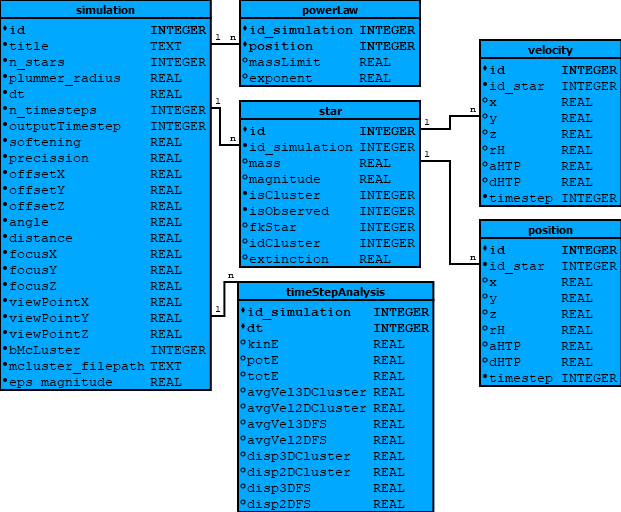 simulation
id INTEGER
title TEXT
n_stars INTEGER
plummer_radius REAL
dt REAL
n_timesteps INTEGER
outputTimestep INTEGER
softening REAL
precission REAL
offsetX REAL
offsetY REAL
offsetZ REAL
angle REAL
distance REAL
focusX REAL
focusY REAL
focusZ REAL
viewPointX REAL
viewPointY REAL
viewPointZ REAL
bMcLuster INTEGER
mcluster_filepath TEXT
eps_magnitude REAL
1 n
1 n
1 n
powerLaw
id_simulation INTEGER
position INTEGER
massLimit REAL
exponent REAL
star
id INTEGER
id_simulation INTEGER
mass REAL
magnitude REAL
isCluster INTEGER
isObserved INTEGER
fkStar INTEGER
idCluster INTEGER
extinction REAL
1 n
1 n
timeStepAnalysis
id_simulation INTEGER
dt INTEGER
kinE REAL
potE REAL
totE REAL
avgVel3DCluster REAL
avgVel2DCluster REAL
avgVel3DFS REAL
avgVel2DFS REAL
disp3DCluster REAL
disp2DCluster REAL
disp3DFS REAL
disp2DFS REAL
velocity
id INTEGER
id_star INTEGER
x REAL
y REAL
z REAL
rH REAL
aHTP REAL
dHTP REAL
timestep INTEGER
position
id INTEGER
id_star INTEGER
x REAL
y REAL
z REAL
rH REAL
aHTP REAL
dHTP REAL
timestep INTEGER